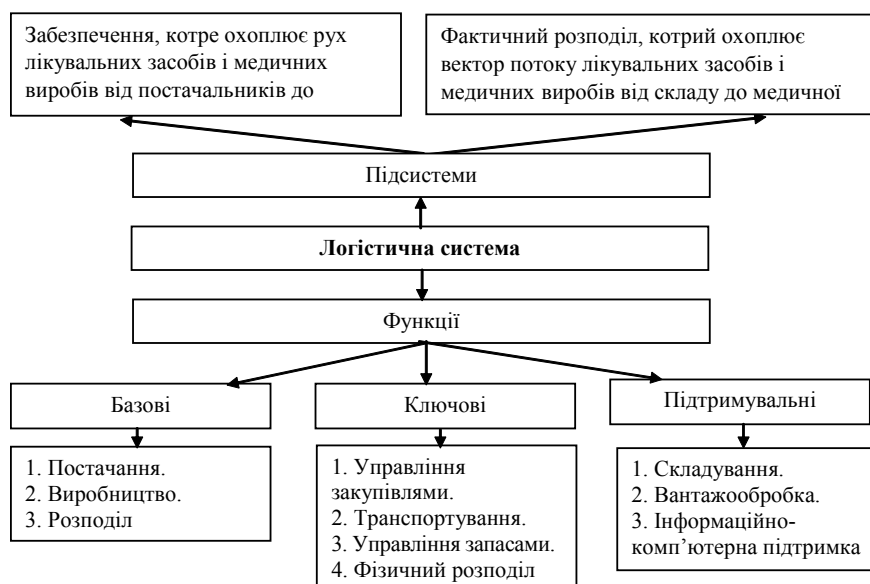 Забезпечення, котре охоплює рух
лікувальних засобів і медичних
виробів від постачальників до
Фактичний розподіл, котрий охоплює
вектор потоку лікувальних засобів і
медичних виробів від складу до медичної
Підсистеми
Логістична система
Функції
Базові
Ключові
Підтримувальні
1. Постачання.
2. Виробництво.
3. Розподіл
1. Управління
закупівлями.
2. Транспортування.
3. Управління запасами.
4. Фізичний розподіл
1. Складування.
2. Вантажообробка.
3. Інформаційно-
комп’ютерна підтримка